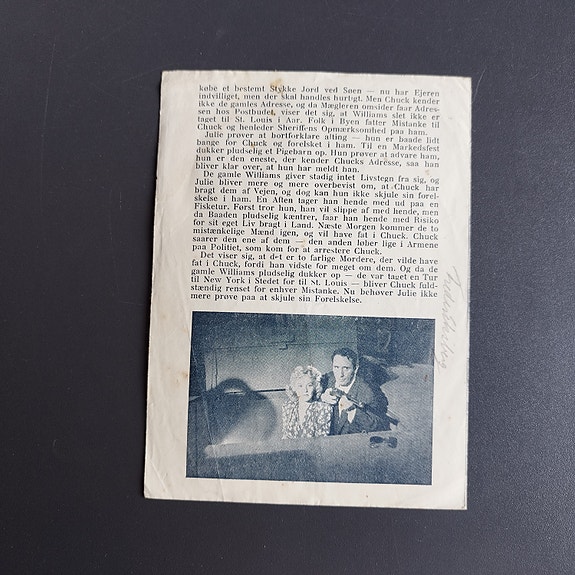 købe et bestemt Stykke Jord ved Søen — nu har Ejeren
indvilliget, men der skal handles hurtigt. Men Chuck kender
ikke de gamles Adresse, og da Mægleren omsider faar Adres-
sen hos Postbudet, viser det sig, at Williams slet ikke er
taget til St. Louis i Aar. Folk i Byen fatter Mistanke til
Chuck og henleder Sheriffens Opmærksomhed paa ham.
Julie prøver at bortforklare alting — hun er baade lidt
bange for Chuck og forelsket i ham. Til en Markedsfest
dukker pludselig et Pigebarn op. Hun prøver at advare ham,
hun er den eneste, der kender Chucks Adresse, saa han
bliver klar over, at hun har meldt han.
De gamle Williams giver stadig intet Livstegn fra sig, og
Julie bliver mere og mere overbevist om, at Chuck har
bragt dem af Vejen, og dog kan hun ikke skjule sin forel-
skelse i ham. En Aften tager han hende med ud paa en
Fisketur. Først tror hun, han vil slippe af med hende, men
da Baaden pludselig kæntrer, faar han hende med Risiko
for sit eget Liv bragt i Land. Næste Morgen kommer de to
mistænkelige Mænd igen, og vil have fat i Chuck. Chuck
saarer den ene af dem — den anden løber lige i Armene
paa Politiet, som kom for at arrestere Chuck.
Det viser sig, at det er to farlige Mordere, der vilde have
fat i Chuck, fordi han vidste for meget om dem. Og da de
gamle Williams pludselig dukker op — de var taget en Tur
til New York i Stedet for til St. Louis — bliver Chuck fuld-
stændig renset for enhver Mistanke. Nu behøver Julie ikke
mere prøve paa at skjule sin Forelskelse.